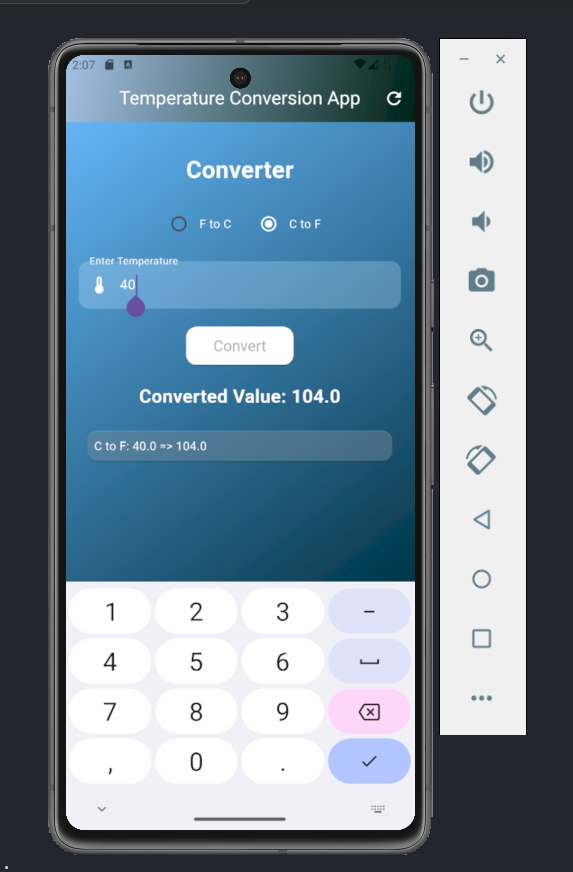 2:07
Temperature Conversion App
Converter
F to C C to F
Enter Temperature
40
Convert
Converted Value: 104.0
C to F: 40.0 => 104.0
1 2 3 -
4 5 6
7 8 9
, 0 .